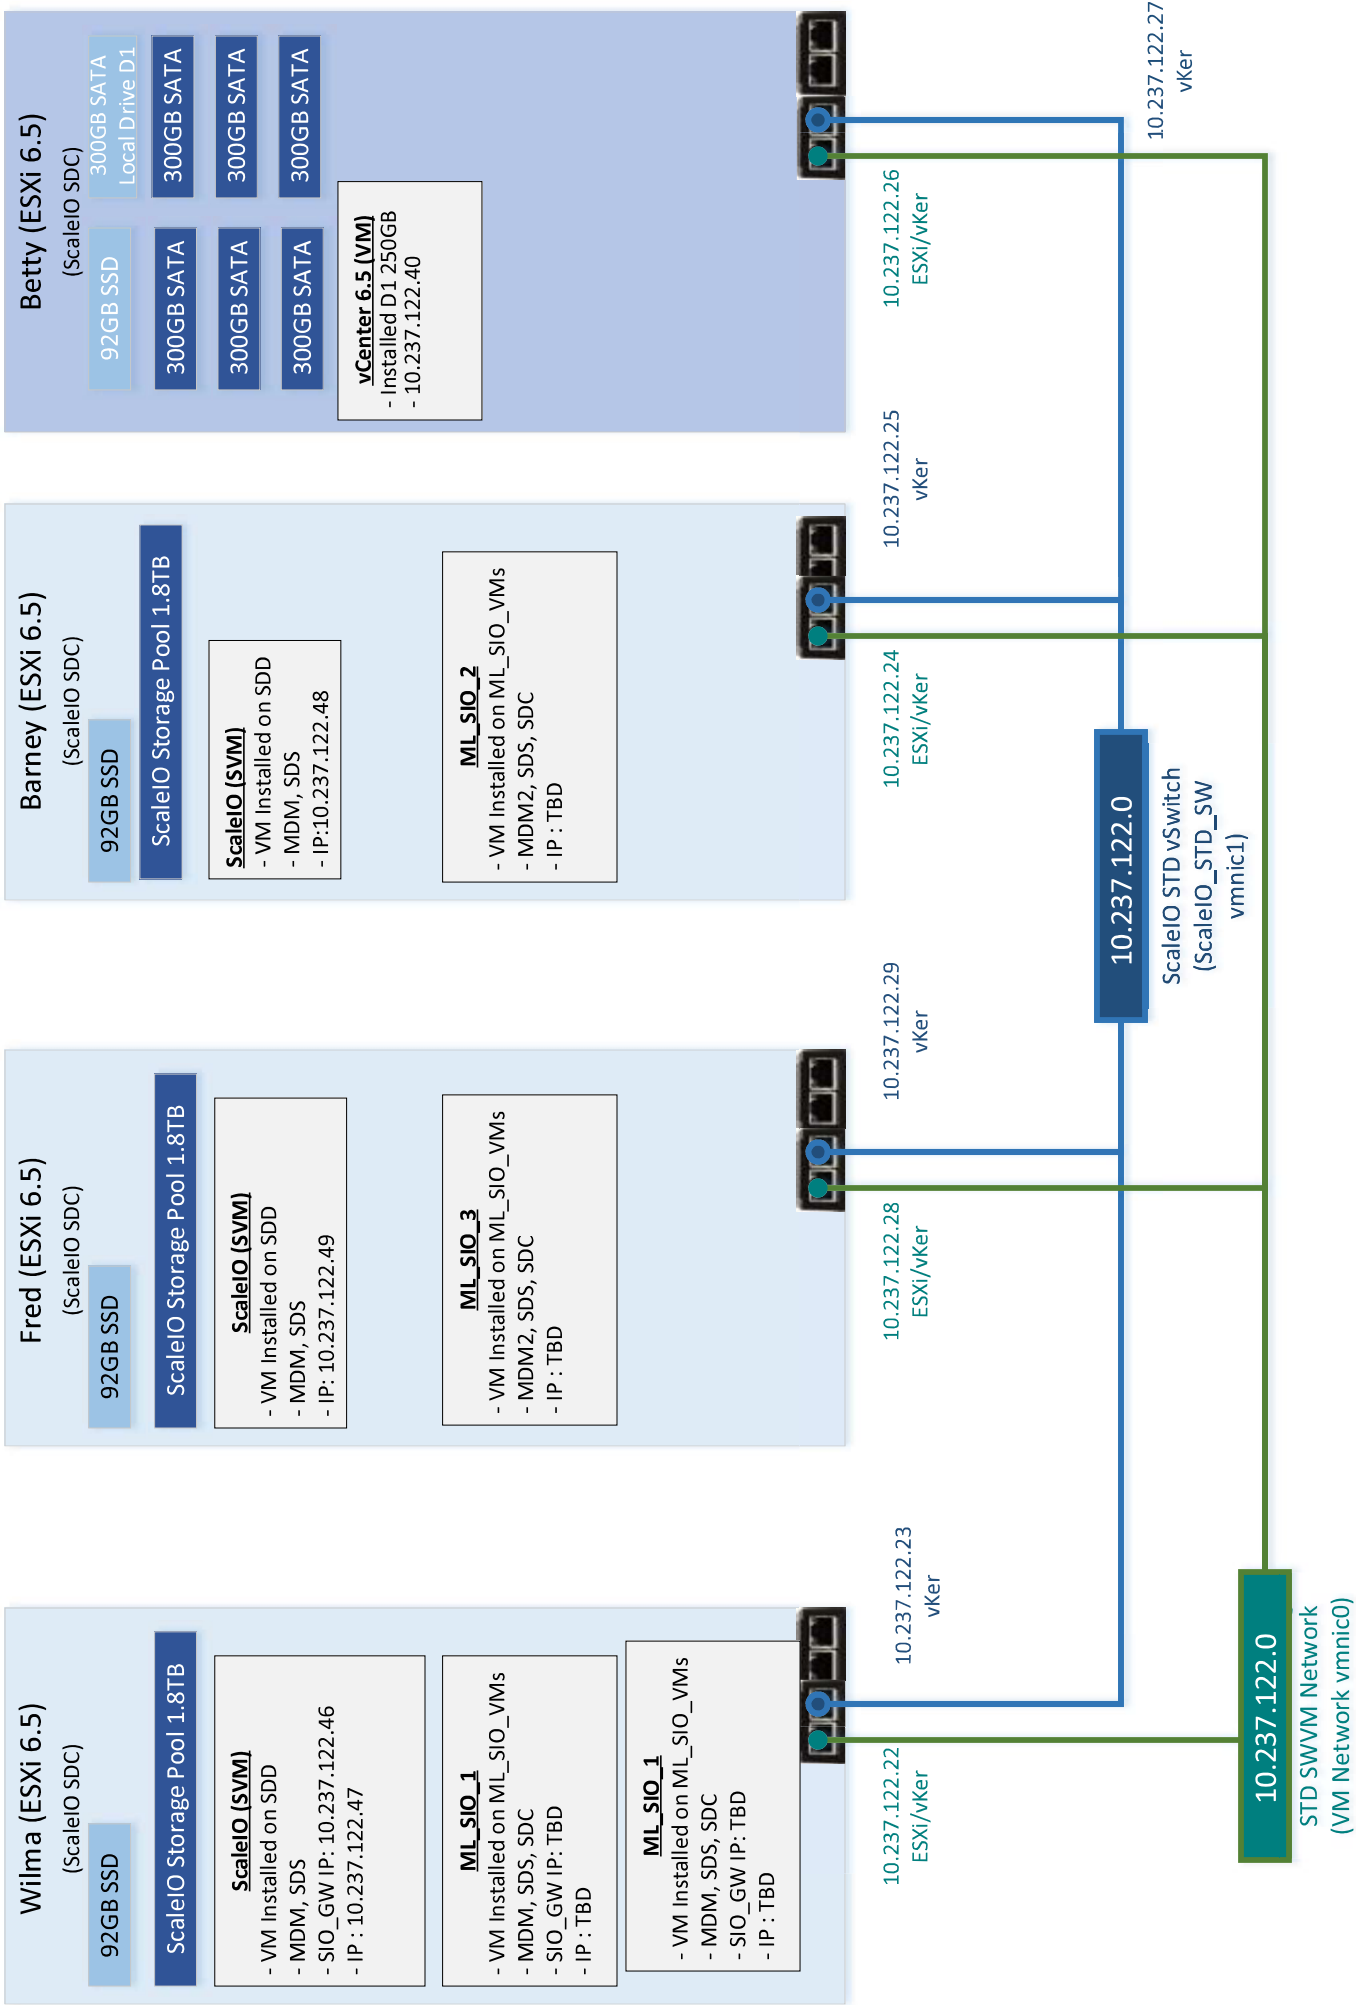 Wilma (ESXi 6.5)
(ScaleIO SDC)
92GB SSD
ScaleIO Storage Pool 1.8TB
ScaleIO (SVM)
- VM Installed on SDD
- MDM, SDS
- SIO_GW IP: 10.237.122.46
- IP : 10.237.122.47
ML_SIO_1
- VM Installed on ML_SIO_VMs
- MDM, SDS, SDC
- SIO_GW IP: TBD
- IP : TBD
ML_SIO_1
- VM Installed on ML_SIO_VMs
- MDM, SDS, SDC
- SIO_GW IP: TBD
- IP : TBD
10.237.122.22
ESXi/vKer
10.237.122.23
vKer
Fred (ESXi 6.5)
(ScaleIO SDC)
92GB SSD
ScaleIO Storage Pool 1.8TB
ScaleIO (SVM)
- VM Installed on SDD
- MDM, SDS
- IP: 10.237.122.49
ML_SIO_3
- VM Installed on ML_SIO_VMs
- MDM2, SDS, SDC
- IP : TBD
10.237.122.28
ESXi/vKer
10.237.122.29
vKer
Barney (ESXi 6.5)
(ScaleIO SDC)
92GB SSD
ScaleIO Storage Pool 1.8TB
ScaleIO (SVM)
- VM Installed on SDD
- MDM, SDS
- IP:10.237.122.48
ML_SIO_2
- VM Installed on ML_SIO_VMs
- MDM2, SDS, SDC
- IP : TBD
10.237.122.24
ESXi/vKer
10.237.122.25
vKer
Betty (ESXi 6.5)
(ScaleIO SDC)
92GB SSD
300GB SATA
Local Drive D1
300GB SATA
300GB SATA
300GB SATA
300GB SATA
300GB SATA
300GB SATA
vCenter 6.5 (VM)
- Installed D1 250GB
- 10.237.122.40
10.237.122.26
ESXi/vKer
10.237.122.27
vKer
10.237.122.0
ScaleIO STD vSwitch
(ScaleIO_STD_SW
vmnic1)
10.237.122.0
STD SWVM Network
(VM Network vmnic0)